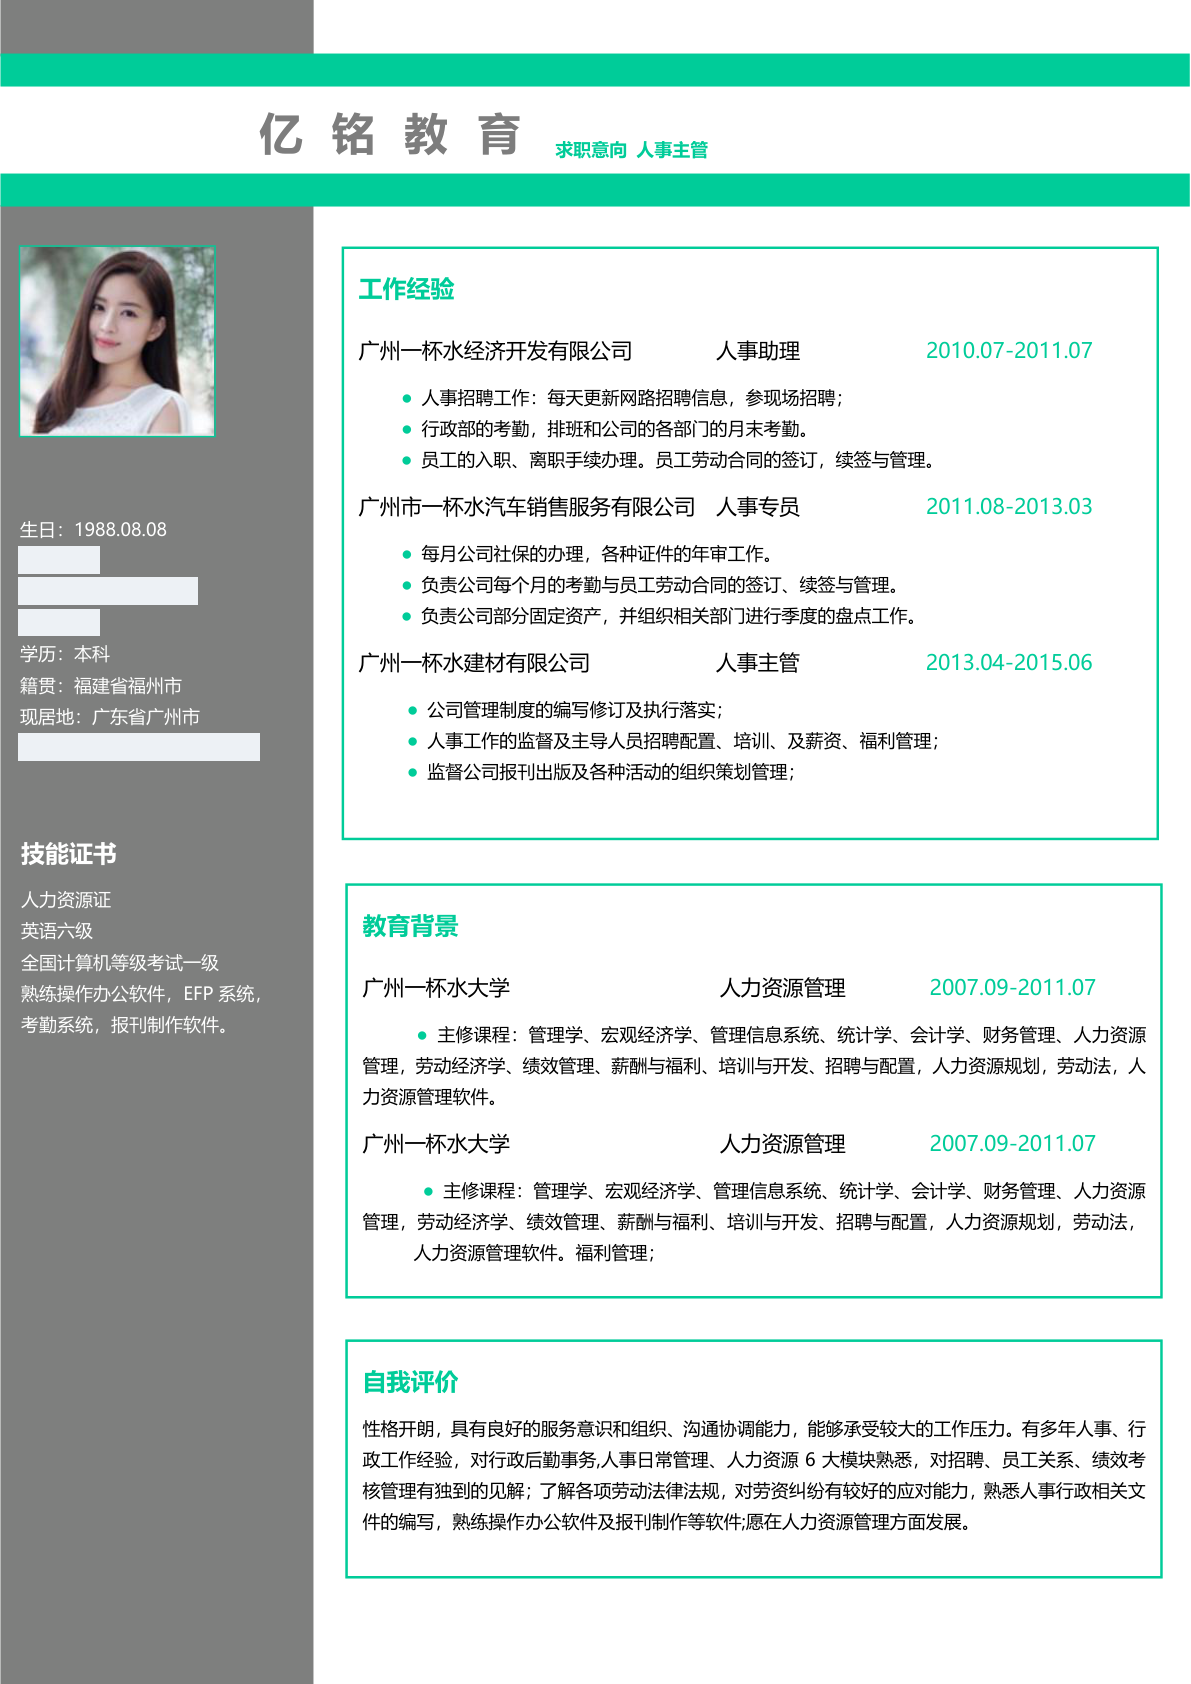 亿铭教育
求职意向 人事主管
生日：1988.08.08
学历：本科
籍贯：福建省福州市
现居地：广东省广州市
技能证书
人力资源证
英语六级
全国计算机等级考试一级
熟练操作办公软件，EFP 系统，
考勤系统，报刊制作软件。
工作经验
广州一杯水经济开发有限公司 人事助理 2010.07-2011.07
● 人事招聘工作：每天更新网路招聘信息，参现场招聘；
● 行政部的考勤，排班和公司的各部门的月末考勤。
● 员工的入职、离职手续办理。员工劳动合同的签订，续签与管理。
广州市一杯水汽车销售服务有限公司 人事专员 2011.08-2013.03
● 每月公司社保的办理，各种证件的年审工作。
● 负责公司每个月的考勤与员工劳动合同的签订、续签与管理。
● 负责公司部分固定资产，并组织相关部门进行季度的盘点工作。
广州一杯水建材有限公司 人事主管 2013.04-2015.06
● 公司管理制度的编写修订及执行落实；
● 人事工作的监督及主导人员招聘配置、培训、及薪资、福利管理；
● 监督公司报刊出版及各种活动的组织策划管理；
教育背景
广州一杯水大学 人力资源管理 2007.09-2011.07
● 主修课程：管理学、宏观经济学、管理信息系统、统计学、会计学、财务管理、人力资源
管理，劳动经济学、绩效管理、薪酬与福利、培训与开发、招聘与配置，人力资源规划，劳动法，人
力资源管理软件。
广州一杯水大学 人力资源管理 2007.09-2011.07
● 主修课程：管理学、宏观经济学、管理信息系统、统计学、会计学、财务管理、人力资源
管理，劳动经济学、绩效管理、薪酬与福利、培训与开发、招聘与配置，人力资源规划，劳动法，
人力资源管理软件。福利管理；
自我评价
性格开朗，具有良好的服务意识和组织、沟通协调能力，能够承受较大的工作压力。有多年人事、行
政工作经验，对行政后勤事务,人事日常管理、人力资源 6 大模块熟悉，对招聘、员工关系、绩效考
核管理有独到的见解；了解各项劳动法律法规，对劳资纠纷有较好的应对能力，熟悉人事行政相关文
件的编写，熟练操作办公软件及报刊制作等软件;愿在人力资源管理方面发展。